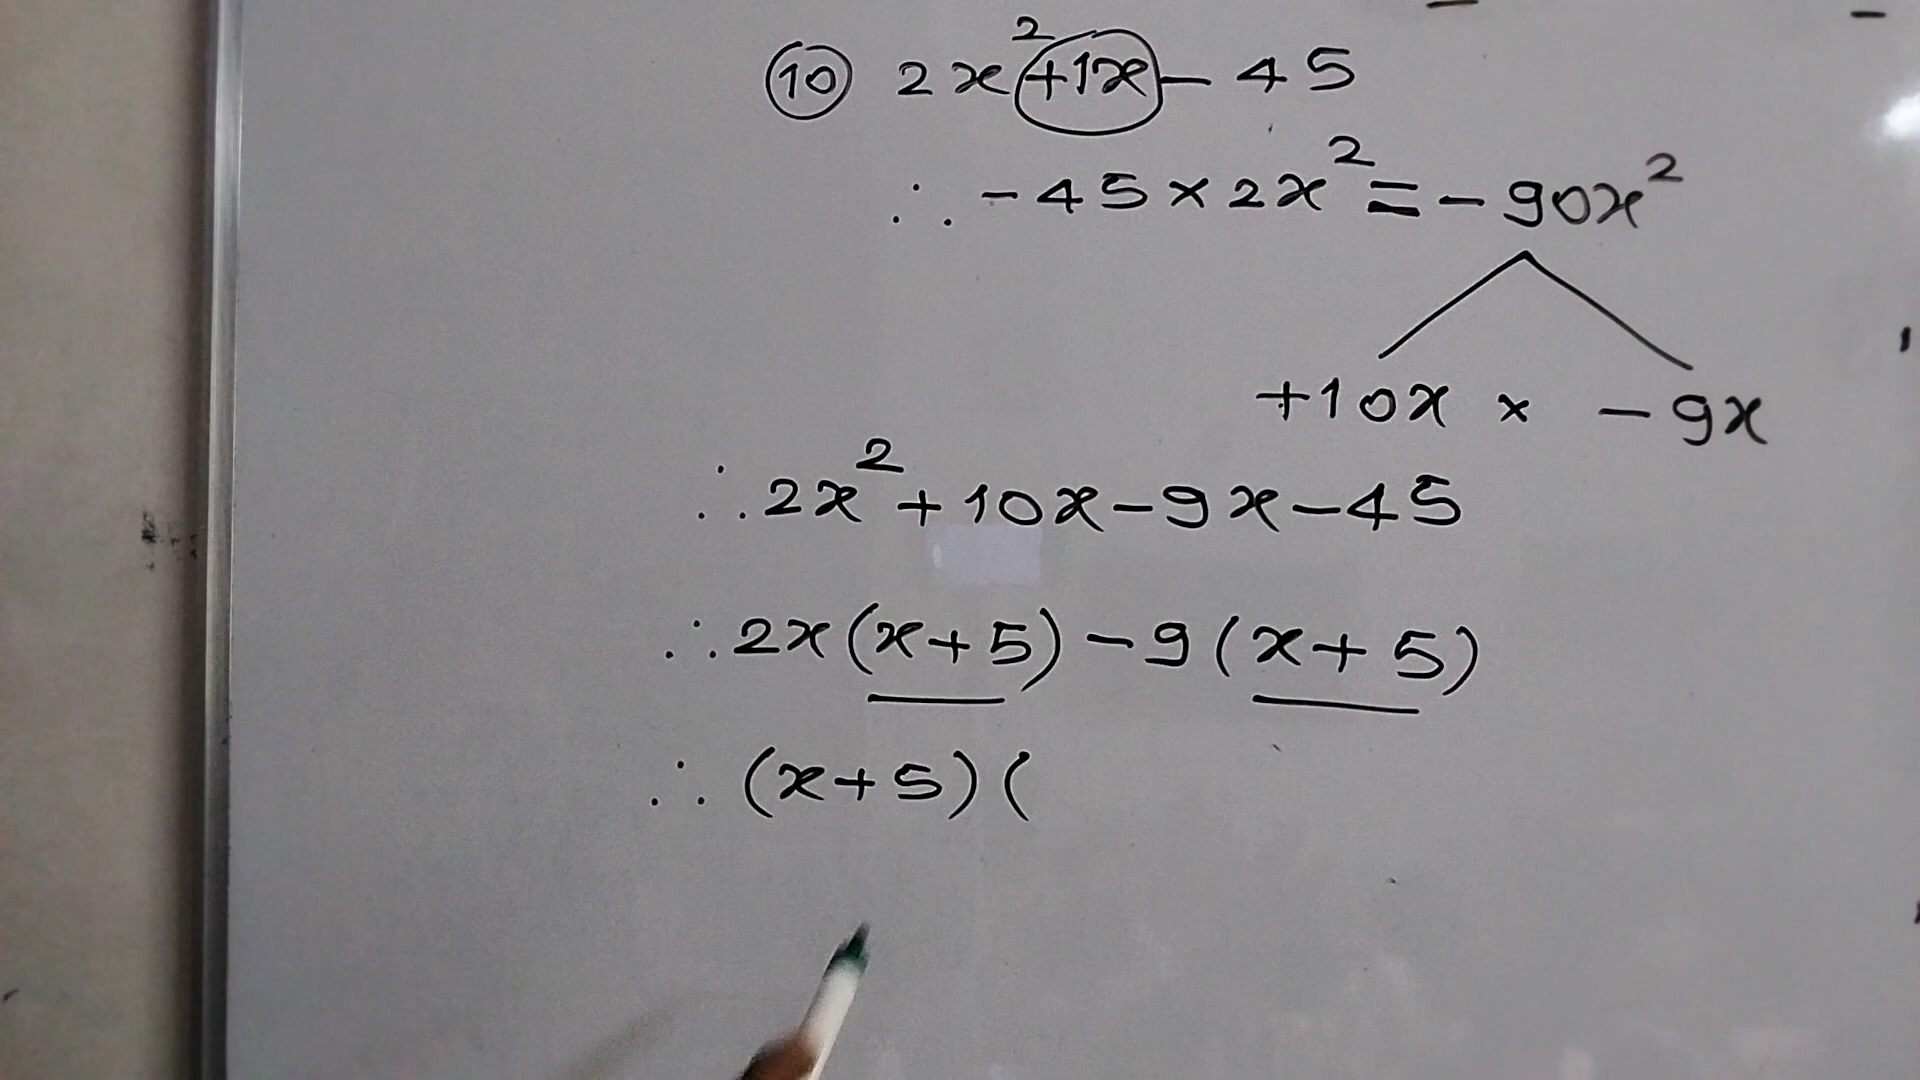 ⑩ 2x²+1x-45
∴ -45×2x²=-90x²
+10x × -9x
∴ 2x²+10x-9x-45
∴ 2x(x+5)-9(x+5)
∴ (x+5)(